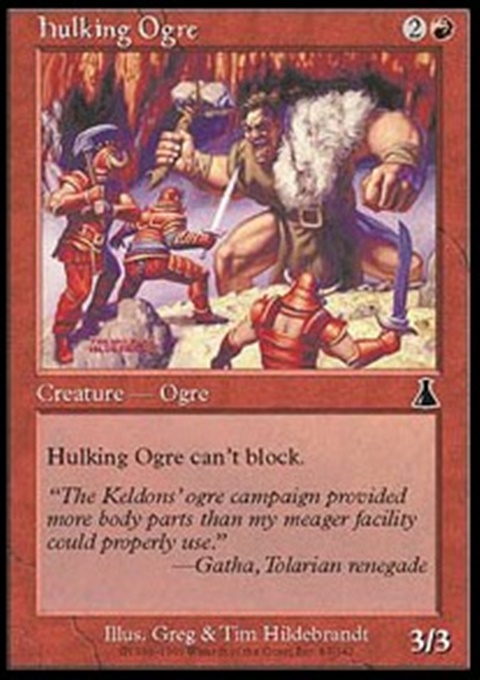 Hulking Ogre
2
Creature — Ogre
Hulking Ogre can't block.
"The Keldons' ogre campaign provided
more body parts than my meager facility
could properly use."
—Gatha, Tolarian renegade
Illus. Greg & Tim Hildebrandt
3/3